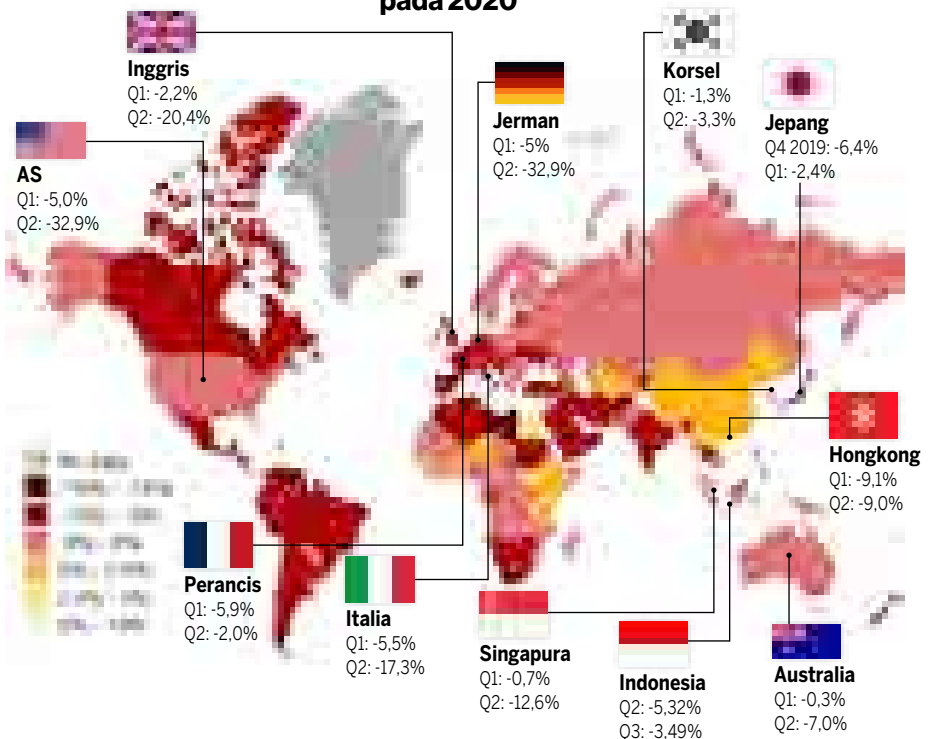 pada 2020
Inggris
Q1: -2,2%
Q2: -20,4%
AS
Q1: -5,0%
Q2: -32,9%
Jerman
Q1: -5%
Q2: -32,9%
Korsel
Q1: -1,3%
Q2: -3,3%
Jepang
Q4 2019: -6,4%
Q1: -2,4%
Hongkong
Q1: -9,1%
Q2: -9,0%
Perancis
Q1: -5,9%
Q2: -2,0%
Italia
Q1: -5,5%
Q2: -17,3%
Singapura
Q1: -0,7%
Q2: -12,6%
Indonesia
Q2: -5,32%
Q3: -3,49%
Australia
Q1: -0,3%
Q2: -7,0%